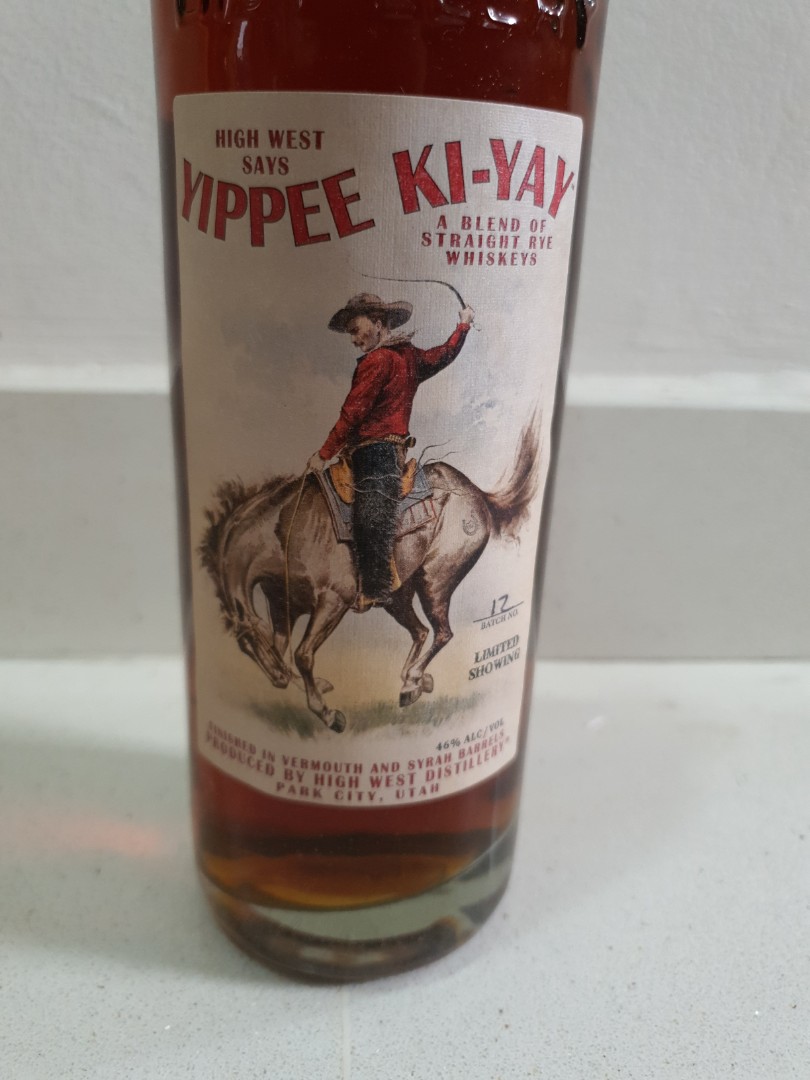 HIGH WEST
SAYS
YIPPEE KI-YAY
A BLEND OF
STRAIGHT RYE
WHISKEYS
12
BATCH NO.
LIMITED
SHOWING
46% ALC/VOL
FINISHED IN VERMOUTH AND SYRAH BARRELS
PRODUCED BY HIGH WEST DISTILLERY®
PARK CITY, UTAH